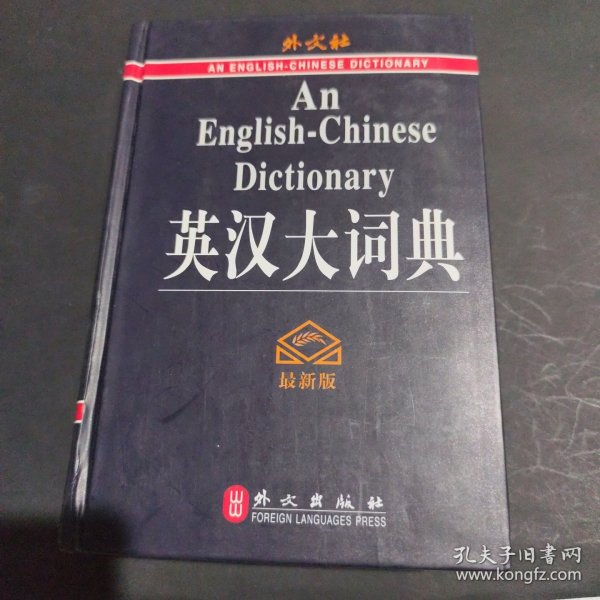 外文社
AN ENGLISH-CHINESE DICTIONARY
An
English-Chinese
Dictionary
英汉大词典
最新版
外文出版社
FOREIGN LANGUAGES PRESS
孔夫子旧书网
www.kongfz.com